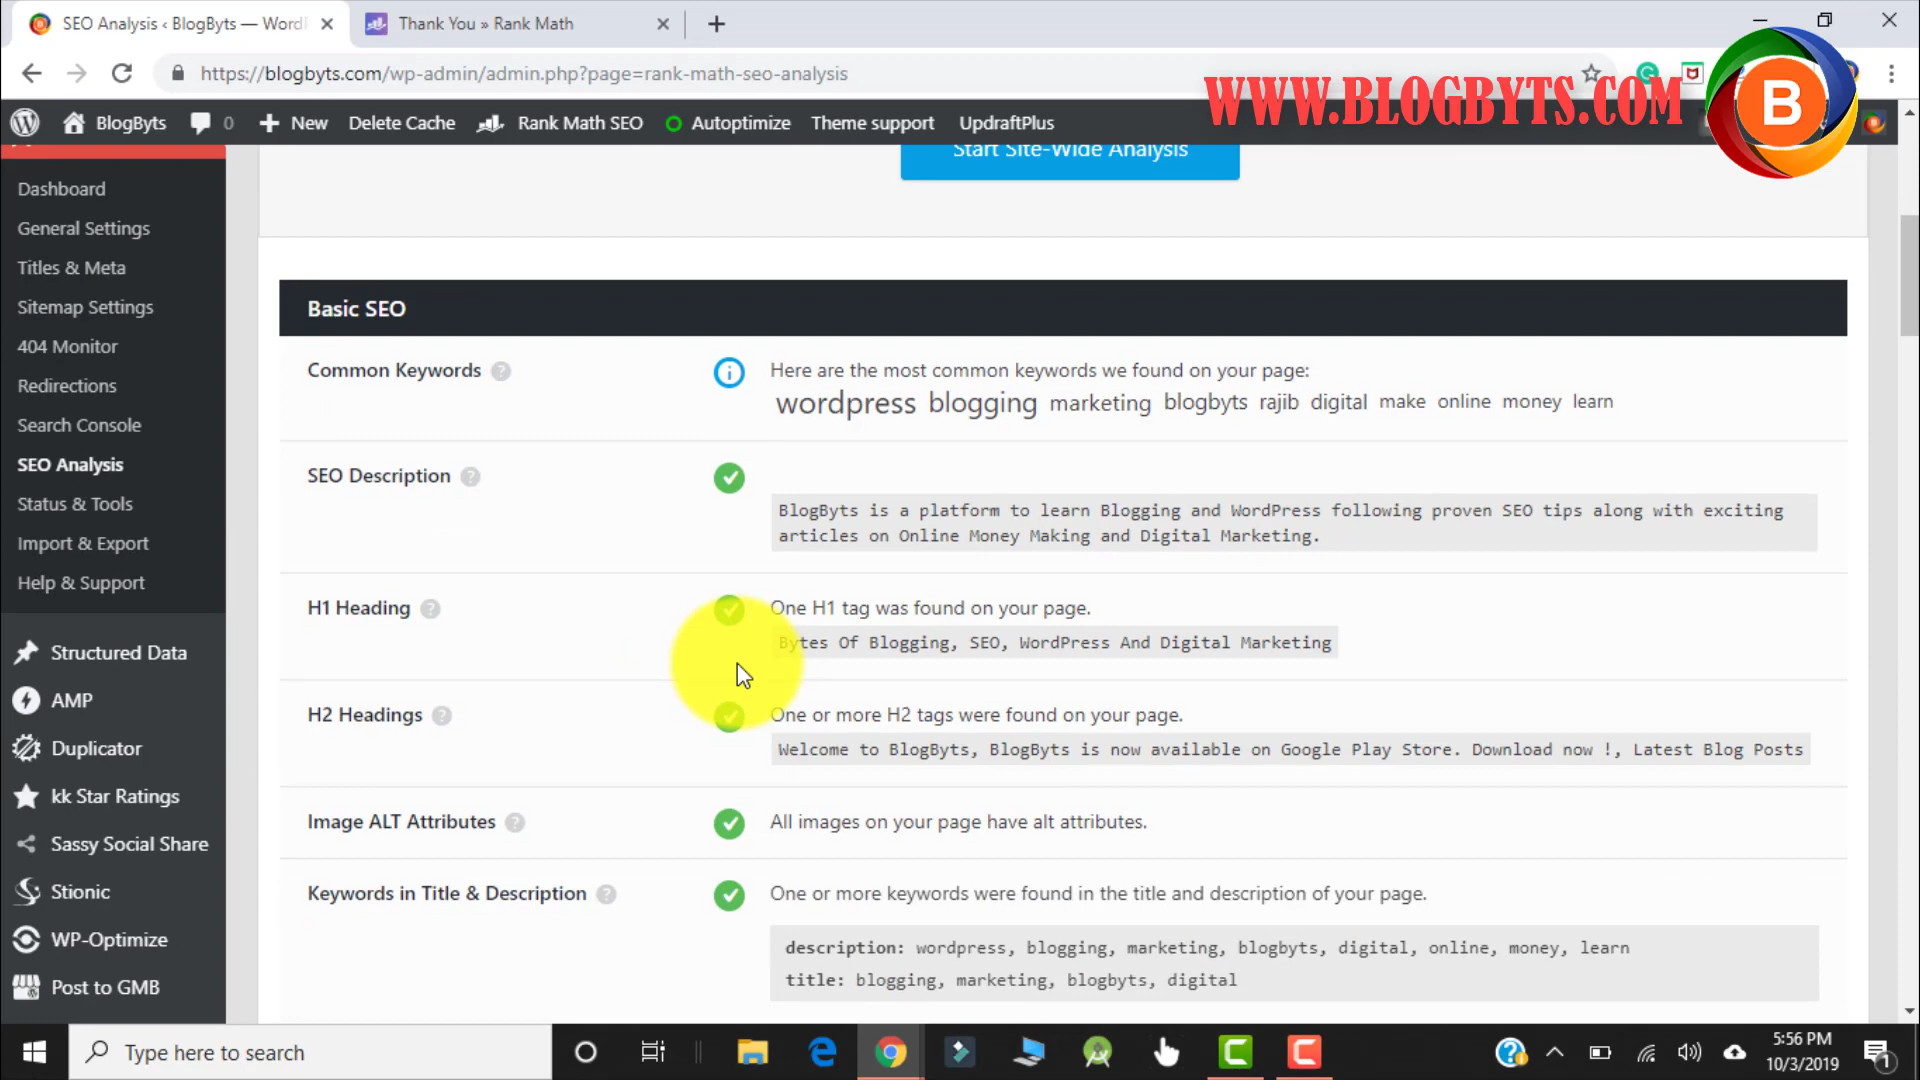 SEO Analysis ‹ BlogByts — WordP
Thank You » Rank Math
https://blogbyts.com/wp-admin/admin.php?page=rank-math-seo-analysis
WWW.BLOGBYTS.COM
B
BlogByts
0
New
Delete Cache
Rank Math SEO
Autoptimize
Theme support
UpdraftPlus
Start Site-Wide Analysis
Dashboard
General Settings
Titles & Meta
Sitemap Settings
404 Monitor
Redirections
Search Console
SEO Analysis
Status & Tools
Import & Export
Help & Support
Structured Data
AMP
Duplicator
kk Star Ratings
Sassy Social Share
Stionic
WP-Optimize
Post to GMB
Basic SEO
Common Keywords
Here are the most common keywords we found on your page:
wordpress blogging marketing blogbyts rajib digital make online money learn
SEO Description
BlogByts is a platform to learn Blogging and WordPress following proven SEO tips along with exciting
articles on Online Money Making and Digital Marketing.
H1 Heading
One H1 tag was found on your page.
Bytes Of Blogging, SEO, WordPress And Digital Marketing
H2 Headings
One or more H2 tags were found on your page.
Welcome to BlogByts, BlogByts is now available on Google Play Store. Download now !, Latest Blog Posts
Image ALT Attributes
All images on your page have alt attributes.
Keywords in Title & Description
One or more keywords were found in the title and description of your page.
description: wordpress, blogging, marketing, blogbyts, digital, online, money, learn
title: blogging, marketing, blogbyts, digital
Type here to search
5:56 PM
10/3/2019
1